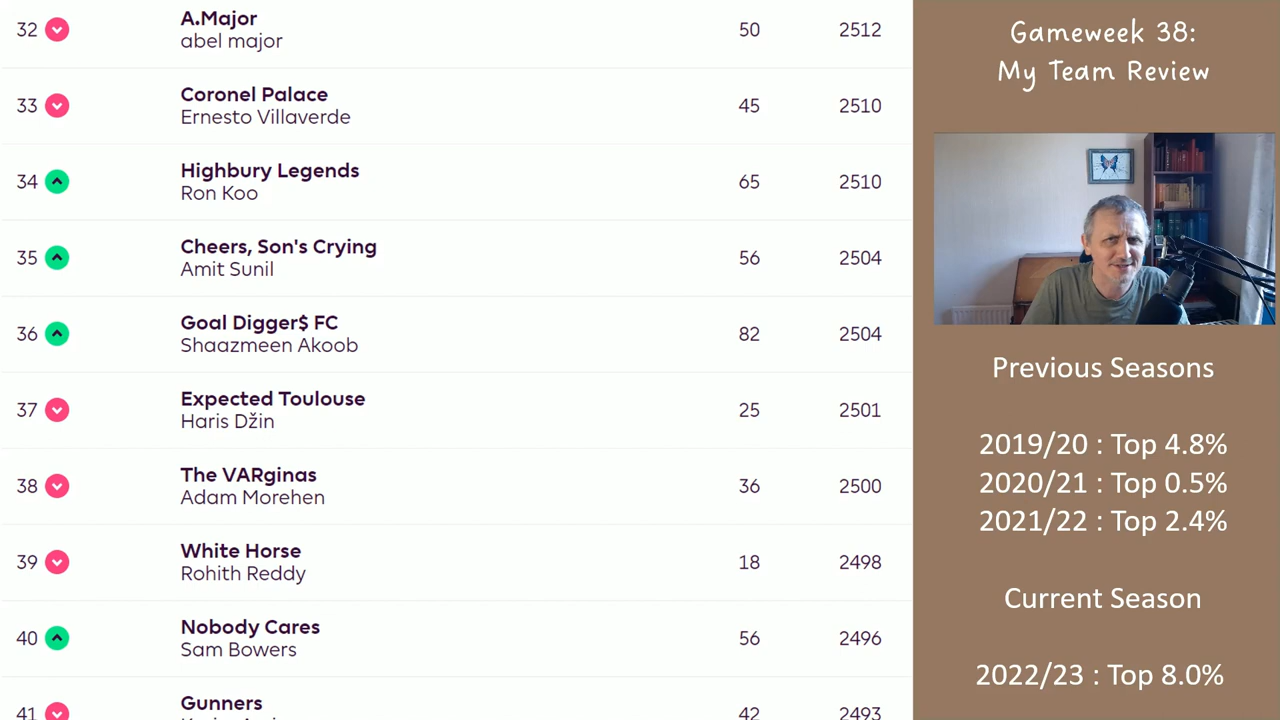 32 A.Major 50 2512
abel major
33 Coronel Palace 45 2510
Ernesto Villaverde
34 Highbury Legends 65 2510
Ron Koo
35 Cheers, Son's Crying 56 2504
Amit Sunil
36 Goal Digger$ FC 82 2504
Shaazmeen Akoob
37 Expected Toulouse 25 2501
Haris Džin
38 The VARginas 36 2500
Adam Morehen
39 White Horse 18 2498
Rohith Reddy
40 Nobody Cares 56 2496
Sam Bowers
41 Gunners 42 2493
Gameweek 38:
My Team Review
Previous Seasons
2019/20 : Top 4.8%
2020/21 : Top 0.5%
2021/22 : Top 2.4%
Current Season
2022/23 : Top 8.0%